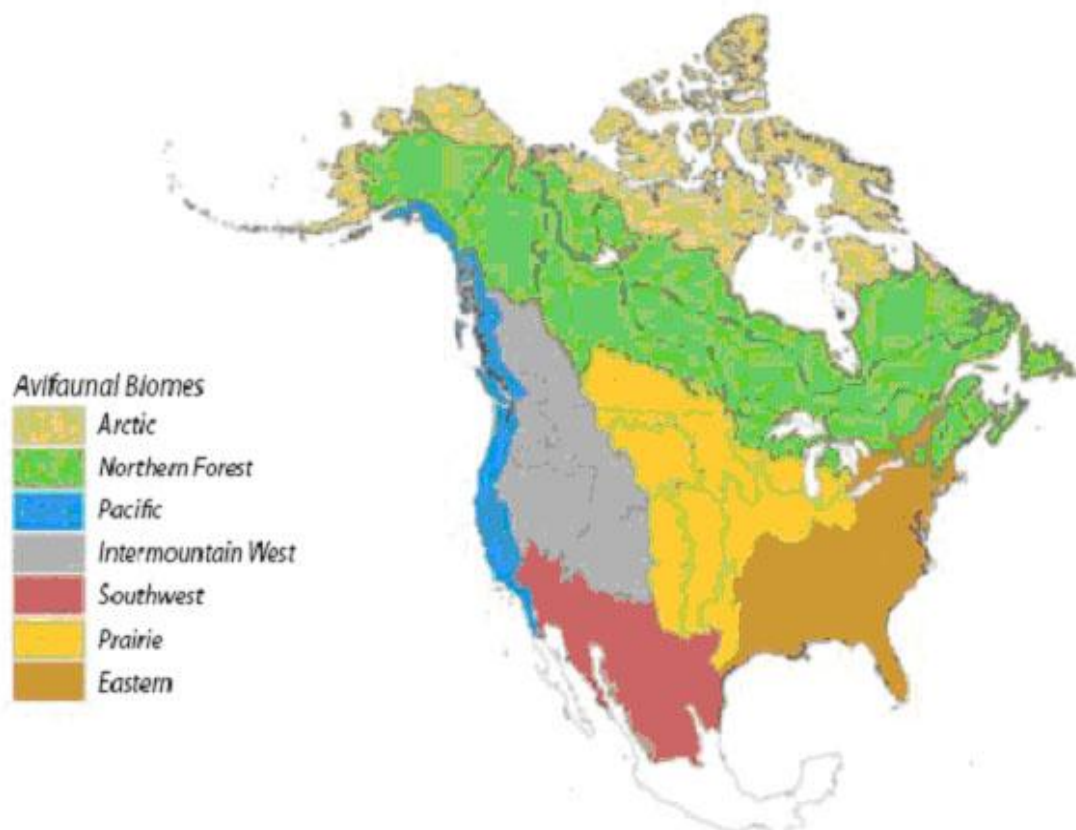 Avifaunal Biomes
Arctic
Northern Forest
Pacific
Intermountain West
Southwest
Prairie
Eastern